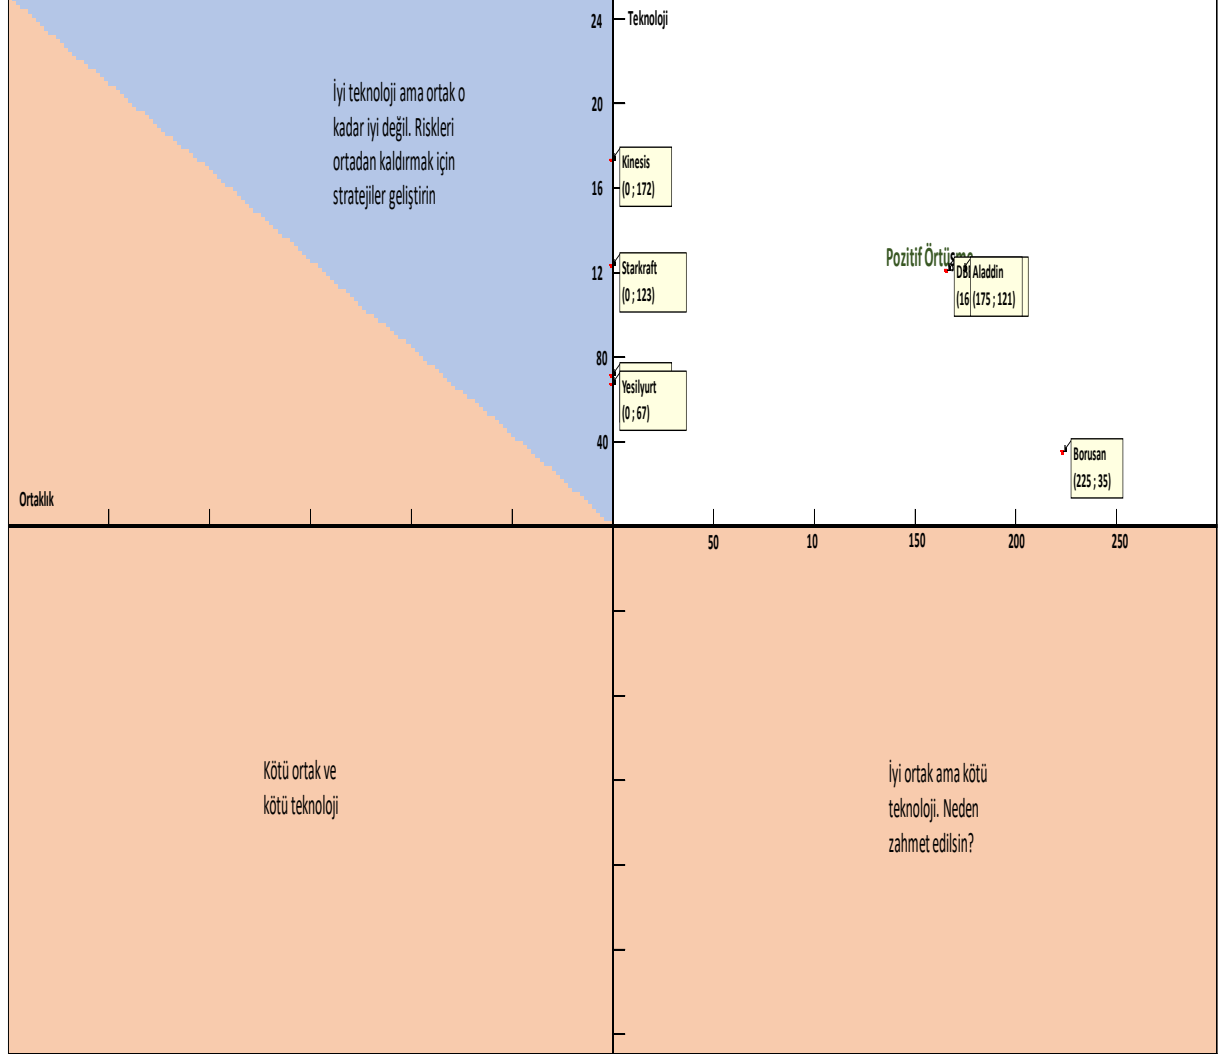 24
Teknoloji
İyi teknoloji ama ortak o
kadar iyi değil. Riskleri
ortadan kaldırmak için
stratejiler geliştirin
20
Kinesis
(0 ; 172)
16
Pozitif
Starkraft
(0 ; 123)
12
Aladdin
(16
(175 ; 121)
80
Yesilyurt
(0 ; 67)
40
Borusan
(225 ; 35)
Ortaklık
50
10
150
200
250
Kötü ortak ve
kötü teknoloji
İyi ortak ama kötü
teknoloji. Neden
zahmet edilsin?